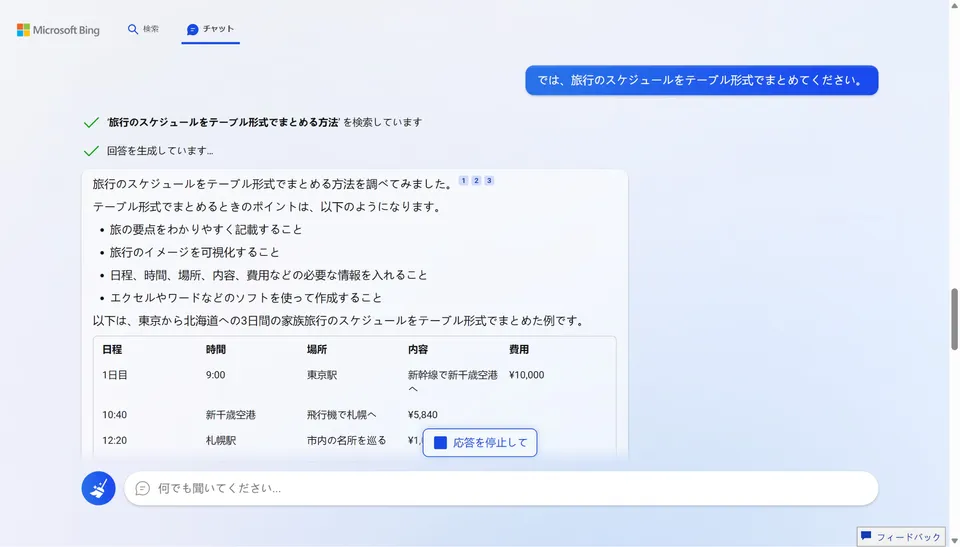 Microsoft Bing
検索
チャット
では、旅行のスケジュールをテーブル形式でまとめてください。
'旅行のスケジュールをテーブル形式でまとめる方法' を検索しています
回答を生成しています...
旅行のスケジュールをテーブル形式でまとめる方法を調べてみました。 1 2 3
テーブル形式でまとめるときのポイントは、以下のようになります。
• 旅の要点をわかりやすく記載すること
• 旅行のイメージを可視化すること
• 日程、時間、場所、内容、費用などの必要な情報を入れること
• エクセルやワードなどのソフトを使って作成すること
以下は、東京から北海道への3日間の家族旅行のスケジュールをテーブル形式でまとめた例です。
日程 時間 場所 内容 費用
1日目 9:00 東京駅 新幹線で新千歳空港 ¥10,000
へ
10:40 新千歳空港 飛行機で札幌へ ¥5,840
12:20 札幌駅 市内の名所を巡る
応答を停止して
何でも聞いてください...
フィードバック